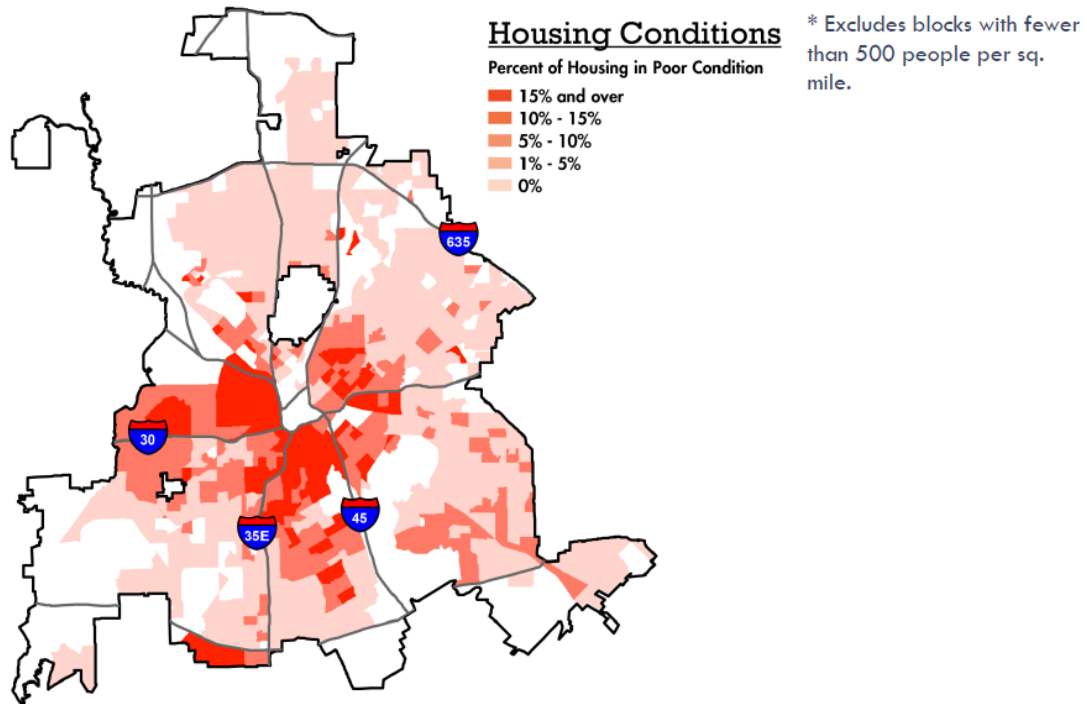 Housing Conditions
Percent of Housing in Poor Condition
15% and over
10% - 15%
5% - 10%
1% - 5%
0%
* Excludes blocks with fewer
than 500 people per sq.
mile.
635
30
45
35E